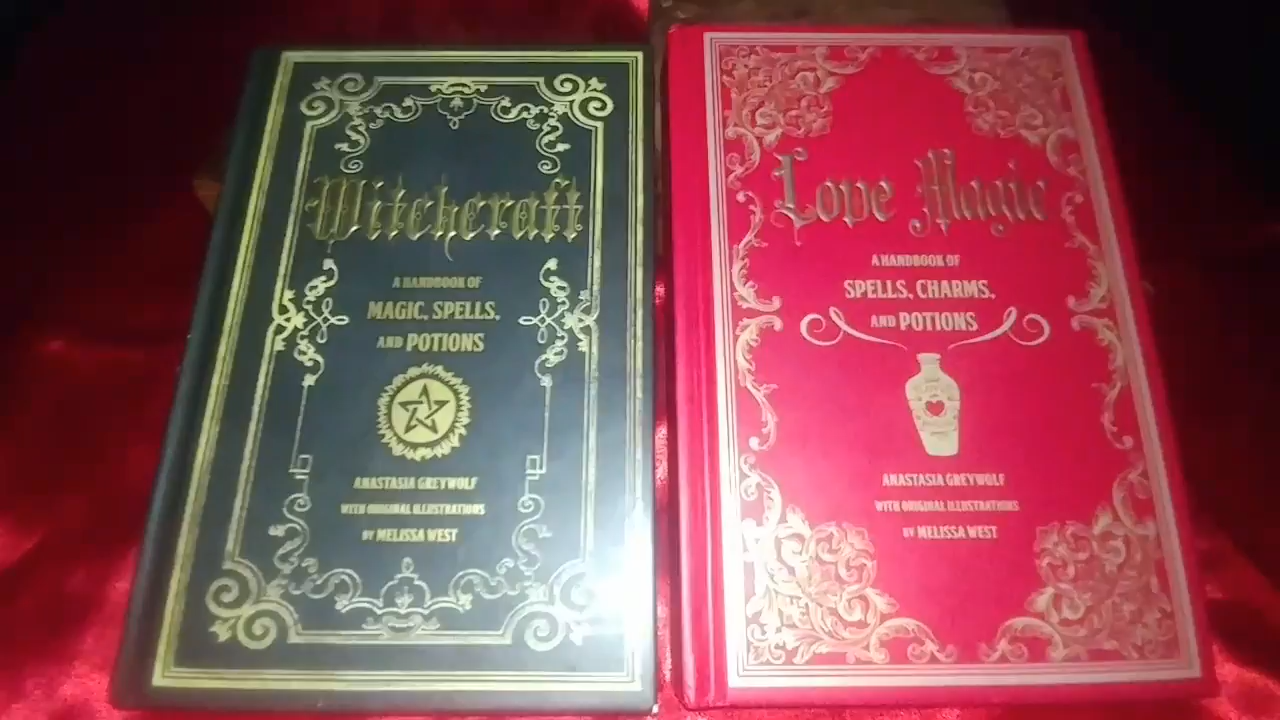 Witchcraft
A HANDBOOK OF
MAGIC, SPELLS,
AND POTIONS
ANASTASIA GREYWOLF
WITH ORIGINAL ILLUSTRATIONS
BY MELISSA WEST
Love Magic
A HANDBOOK OF
SPELLS, CHARMS,
AND POTIONS
ANASTASIA GREYWOLF
WITH ORIGINAL ILLUSTRATIONS
BY MELISSA WEST